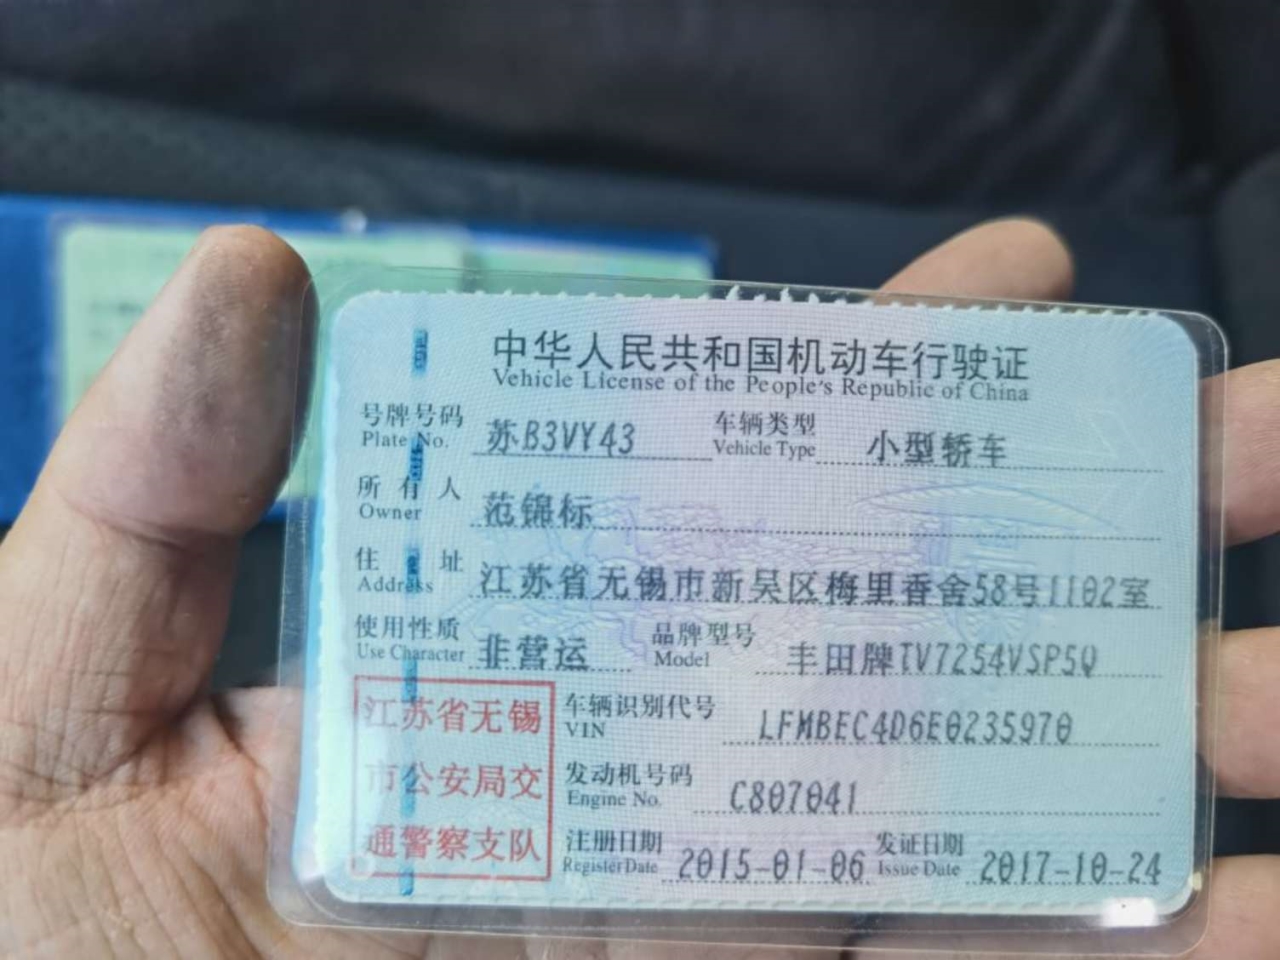 中华人民共和国机动车行驶证
Vehicle License of the People's Republic of China
号牌号码 苏B3VY43 车辆类型 小型轿车
Plate No. Vehicle Type
所有人 范锦标
Owner
住址 江苏省无锡市新吴区梅里香舍58号1102室
Address
使用性质 非营运 品牌型号 丰田牌TV7254VSP5Q
Use Character Model
江苏省无锡
市公安局交
通警察支队
车辆识别代号 LFMBEC4D6E0235970
VIN
发动机号码 C807041
Engine No.
注册日期 2015-01-06 发证日期 2017-10-24
Register Date Issue Date